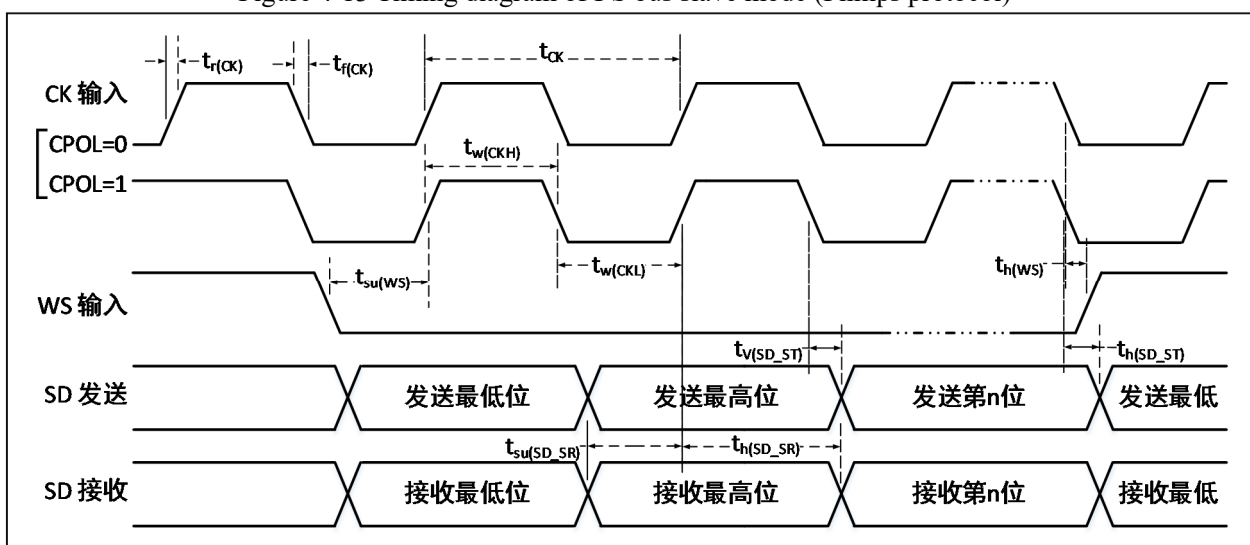 Figure 4-13 Timing diagram of I²S bus slave mode (Philips protocol)
tr(CK)
tf(CK)
tCK
CK 输入
CPOL=0
tw(CKH)
CPOL=1
tsu(WS)
tw(CKL)
th(WS)
WS 输入
tV(SD_ST)
th(SD_ST)
SD 发送 发送最低位 发送最高位 发送第n位 发送最低
tsu(SD_SR)
th(SD_SR)
SD 接收 接收最低位 接收最高位 接收第n位 接收最低